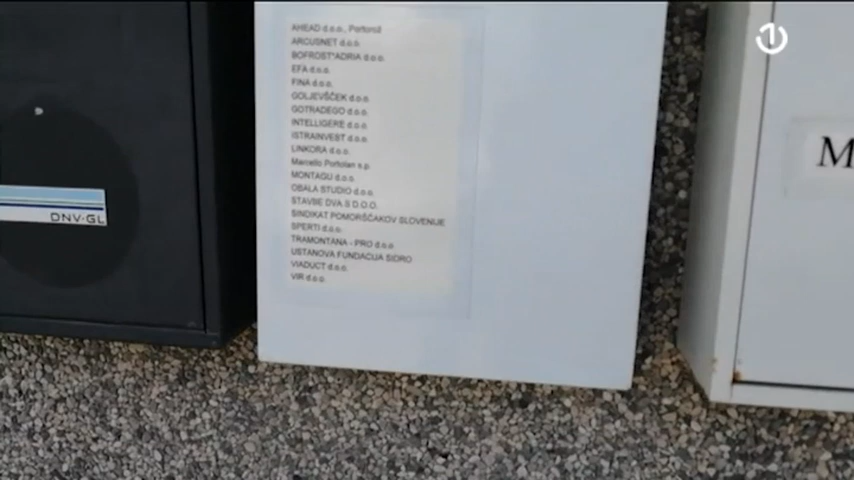 AHEAD d.o.o., Portorož
ARCUSNET d.o.o.
BOFROST*ADRIA d.o.o.
EFA d.o.o.
FINA d.o.o.
GOLJEVŠČEK d.o.o.
GOTRADEGO d.o.o.
INTELLIGERE d.o.o.
ISTRAINVEST d.o.o.
LINKORA d.o.o.
Marcello Portolan s.p.
MONTAGU d.o.o.
OBALA STUDIO d.o.o.
STAVBE DVA S D.O.O.
SINDIKAT POMORŠČAKOV SLOVENIJE
SPERTI d.o.o.
TRAMONTANA - PRO d.o.o.
USTANOVA FUNDACIJA SIDRO
VIADUCT d.o.o.
VIR d.o.o.
DNV·GL
M
1